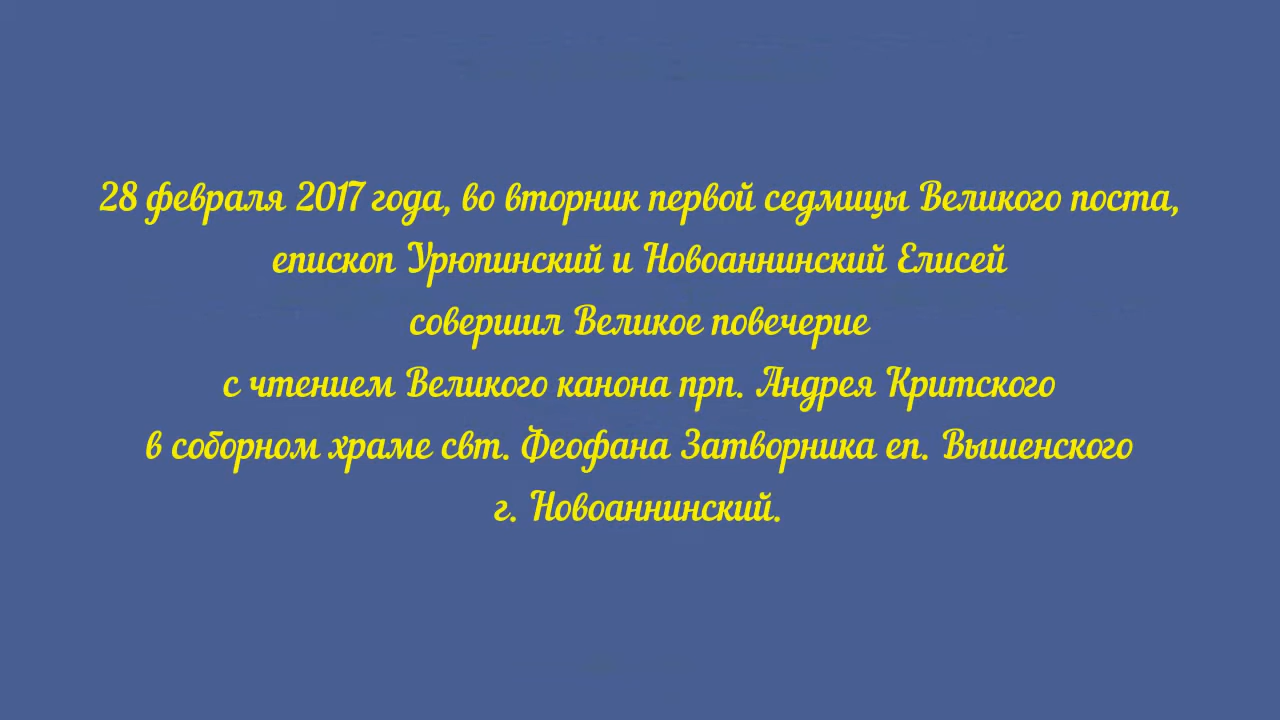 28 февраля 2017 года, во вторник первой седмицы Великого поста,
епископ Урюпинский и Новоаннинский Елисей
совершил Великое повечерие
с чтением Великого канона прп. Андрея Критского
в соборном храме свт. Феофана Затворника еп. Вышенского
г. Новоаннинский.